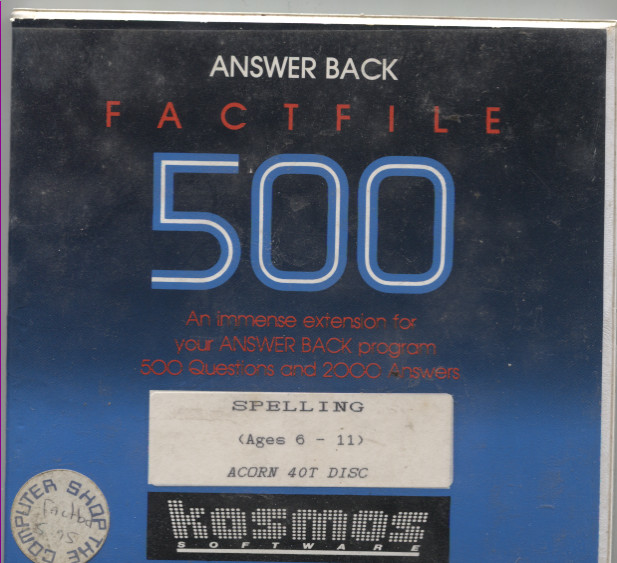 ANSWER BACK
FACTFILE
500
An immense extension for
your ANSWER BACK program
500 Questions and 2000 Answers
SPELLING
(Ages 6 - 11)
ACORN 40T DISC
kosmos
SOFTWARE
THE COMPUTER SHOP